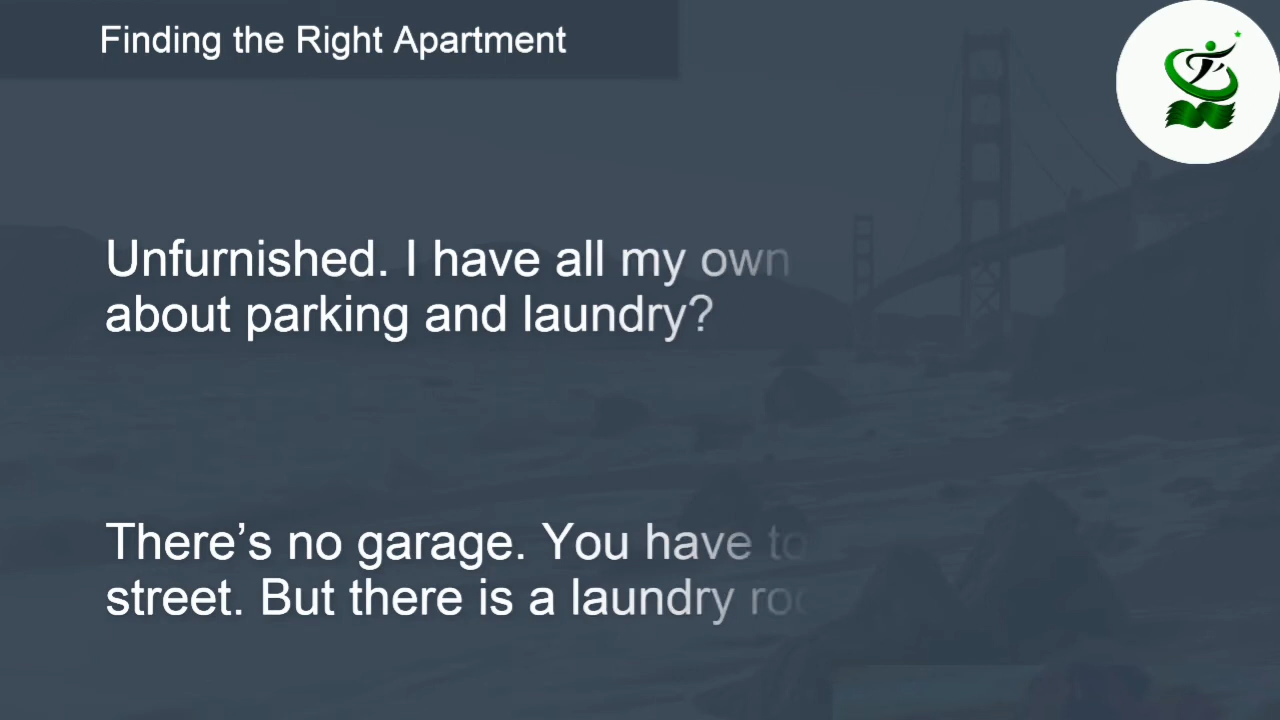 Finding the Right Apartment
Unfurnished. I have all my own
about parking and laundry?
There’s no garage. You have to
street. But there is a laundry